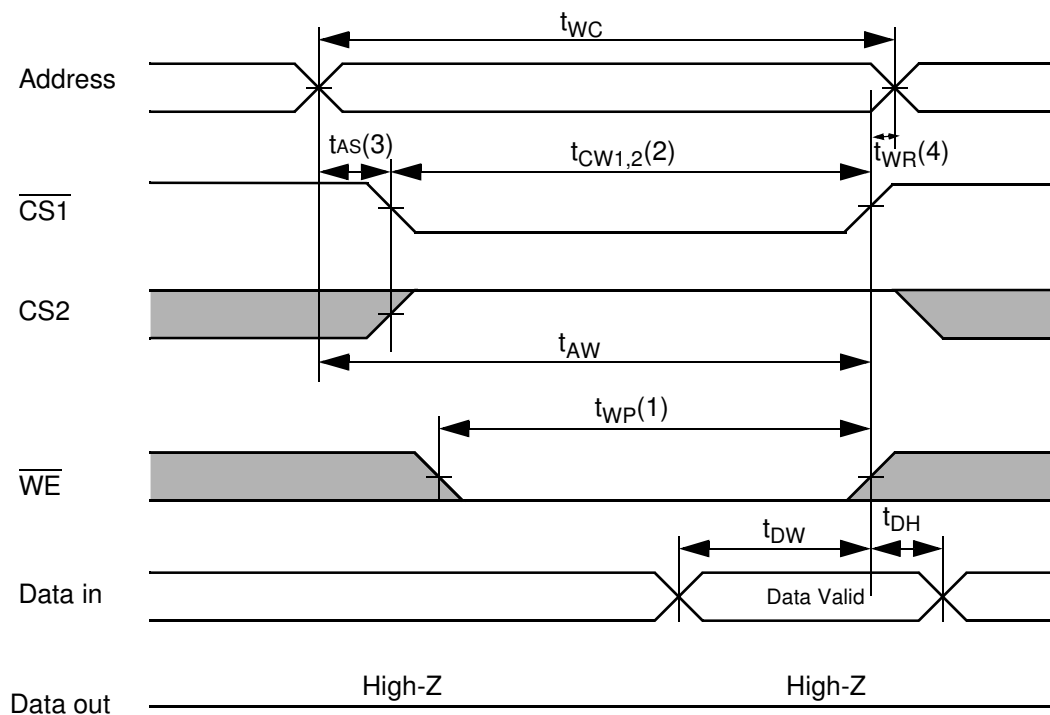 tWC
Address
tAS(3)
tCW1,2(2)
tWR(4)
CS1
CS2
tAW
tWP(1)
WE
tDW
tDH
Data in
Data Valid
High-Z
High-Z
Data out